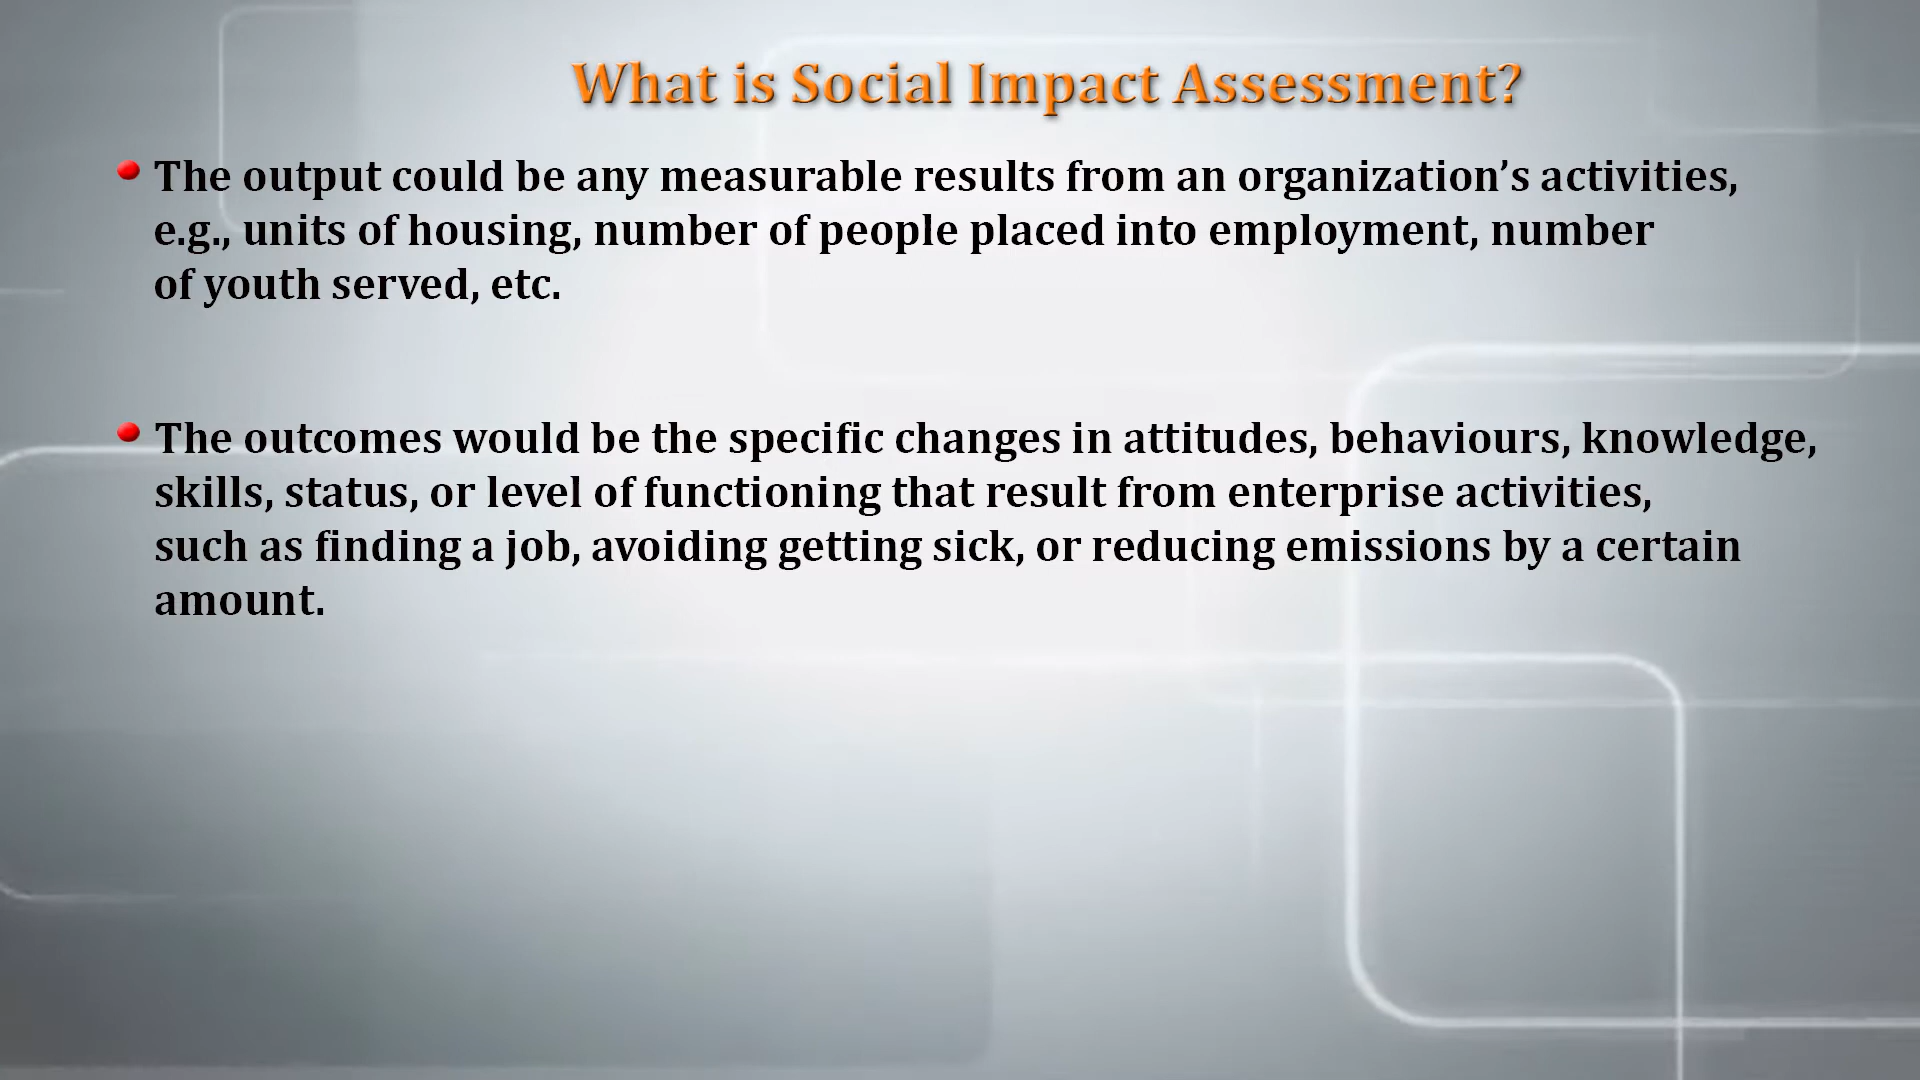 What is Social Impact Assessment?
The output could be any measurable results from an organization’s activities,
e.g., units of housing, number of people placed into employment, number
of youth served, etc.
The outcomes would be the specific changes in attitudes, behaviours, knowledge,
skills, status, or level of functioning that result from enterprise activities,
such as finding a job, avoiding getting sick, or reducing emissions by a certain
amount.